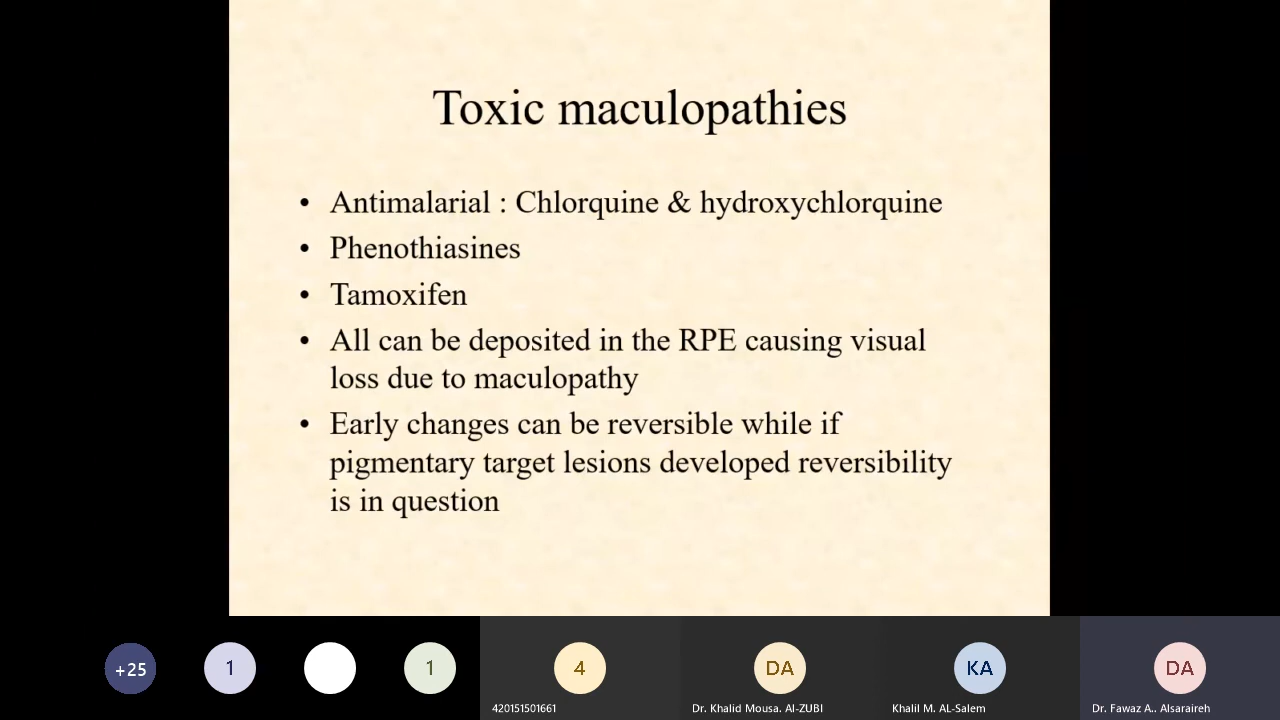 Toxic maculopathies
• Antimalarial : Chlorquine & hydroxychlorquine
• Phenothiasines
• Tamoxifen
• All can be deposited in the RPE causing visual
loss due to maculopathy
• Early changes can be reversible while if
pigmentary target lesions developed reversibility
is in question
+25
1
1
4
DA
KA
DA
420151501661
Dr. Khalid Mousa. Al-ZUBI
Khalil M. AL-Salem
Dr. Fawaz A.. Alsaraireh